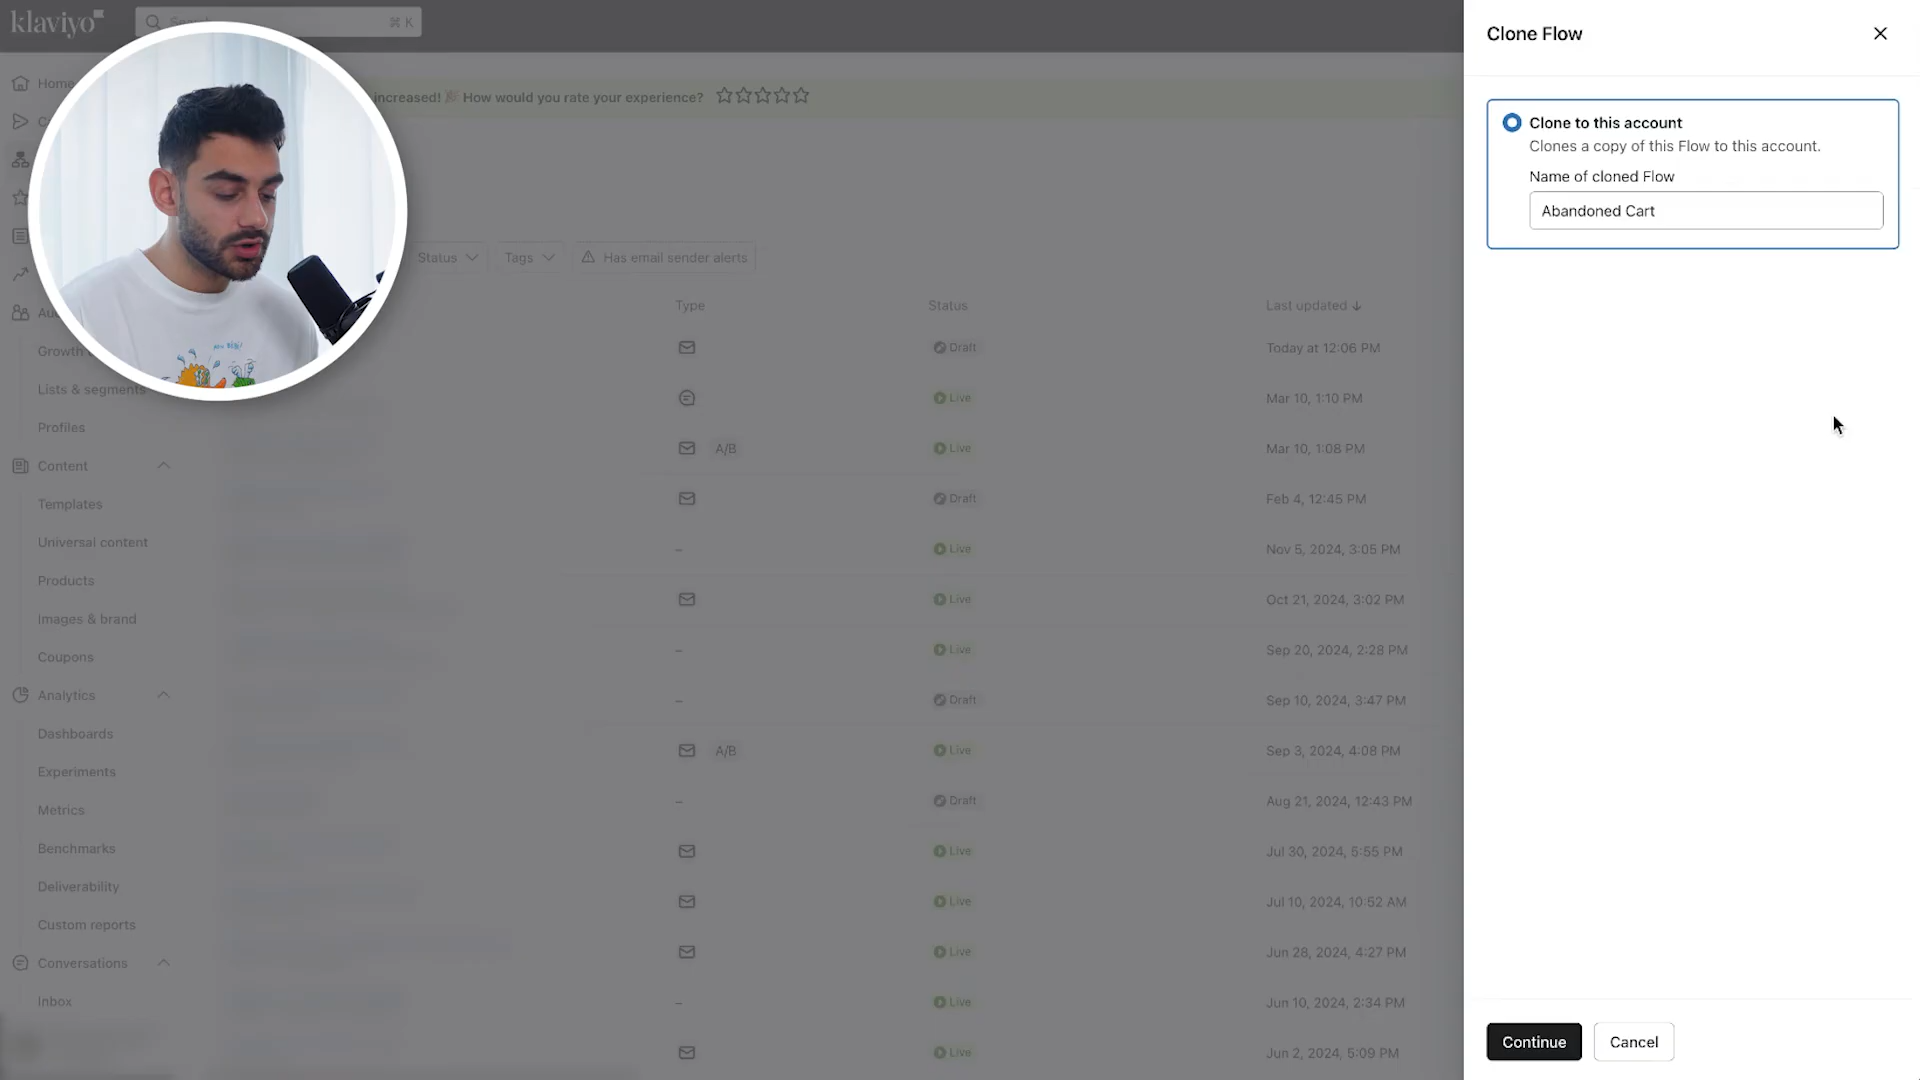 klaviyo
Search
⌘ K
Clone Flow
Home
increased! 🎉 How would you rate your experience?
Clone to this account
Clones a copy of this Flow to this account.
Name of cloned Flow
Abandoned Cart
Status
Tags
Has email sender alerts
Type
Status
Last updated ↓
Draft
Today at 12:06 PM
Growth
Live
Mar 10, 1:10 PM
Lists & segments
Profiles
A/B
Live
Mar 10, 1:08 PM
Content
Draft
Feb 4, 12:45 PM
Templates
Universal content
–
Live
Nov 5, 2024, 3:05 PM
Products
Live
Oct 21, 2024, 3:02 PM
Images & brand
Coupons
–
Live
Sep 20, 2024, 2:28 PM
Analytics
–
Draft
Sep 10, 2024, 3:47 PM
Dashboards
A/B
Live
Sep 3, 2024, 4:08 PM
Experiments
Metrics
–
Draft
Aug 21, 2024, 12:43 PM
Benchmarks
Live
Jul 30, 2024, 5:55 PM
Deliverability
Live
Jul 10, 2024, 10:52 AM
Custom reports
Live
Jun 28, 2024, 4:27 PM
Conversations
Inbox
–
Live
Jun 10, 2024, 2:34 PM
Live
Jun 2, 2024, 5:09 PM
Continue
Cancel